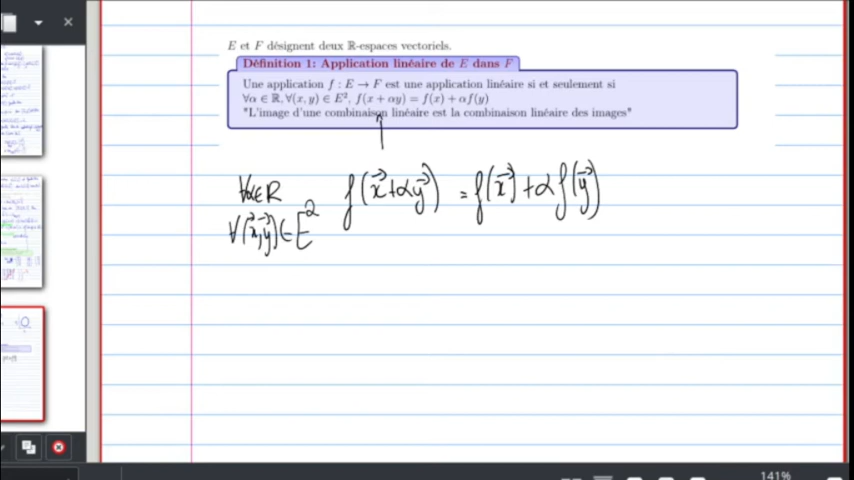 E et F désignent deux ℝ-espaces vectoriels.
Définition 1: Application linéaire de E dans F
Une application f : E → F est une application linéaire si et seulement si
∀α ∈ ℝ, ∀(x, y) ∈ E², f(x + αy) = f(x) + αf(y)
"L'image d'une combinaison linéaire est la combinaison linéaire des images"
∀α∈R f(x⃗+αy⃗) = f(x⃗) + α f(y⃗)
∀(x⃗,y⃗)∈E²
141%